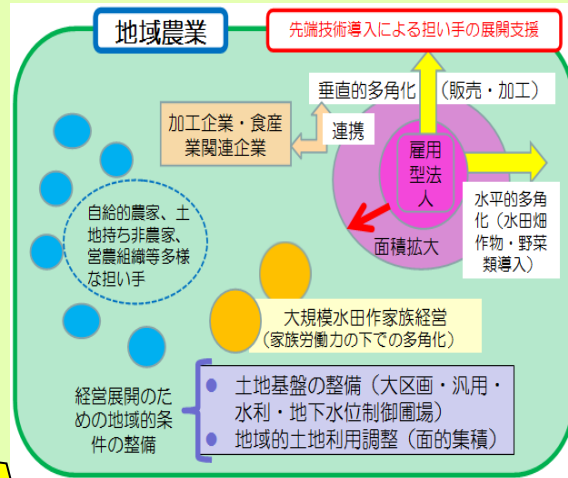 地域農業
先端技術導入による担い手の展開支援
垂直的多角化 (販売・加工)
加工企業・食産
業関連企業
連携
雇用
型法
人
水平的多角
化(水田畑
作物・野菜
類導入)
面積拡大
自給的農家、土
地持ち非農家、
営農組織等多様
な担い手
大規模水田作家族経営
(家族労働力の下での多角化)
経営展開のた
めの地域的条
件の整備
● 土地基盤の整備(大区画・汎用・
水利・地下水位制御圃場)
● 地域的土地利用調整(面的集積)